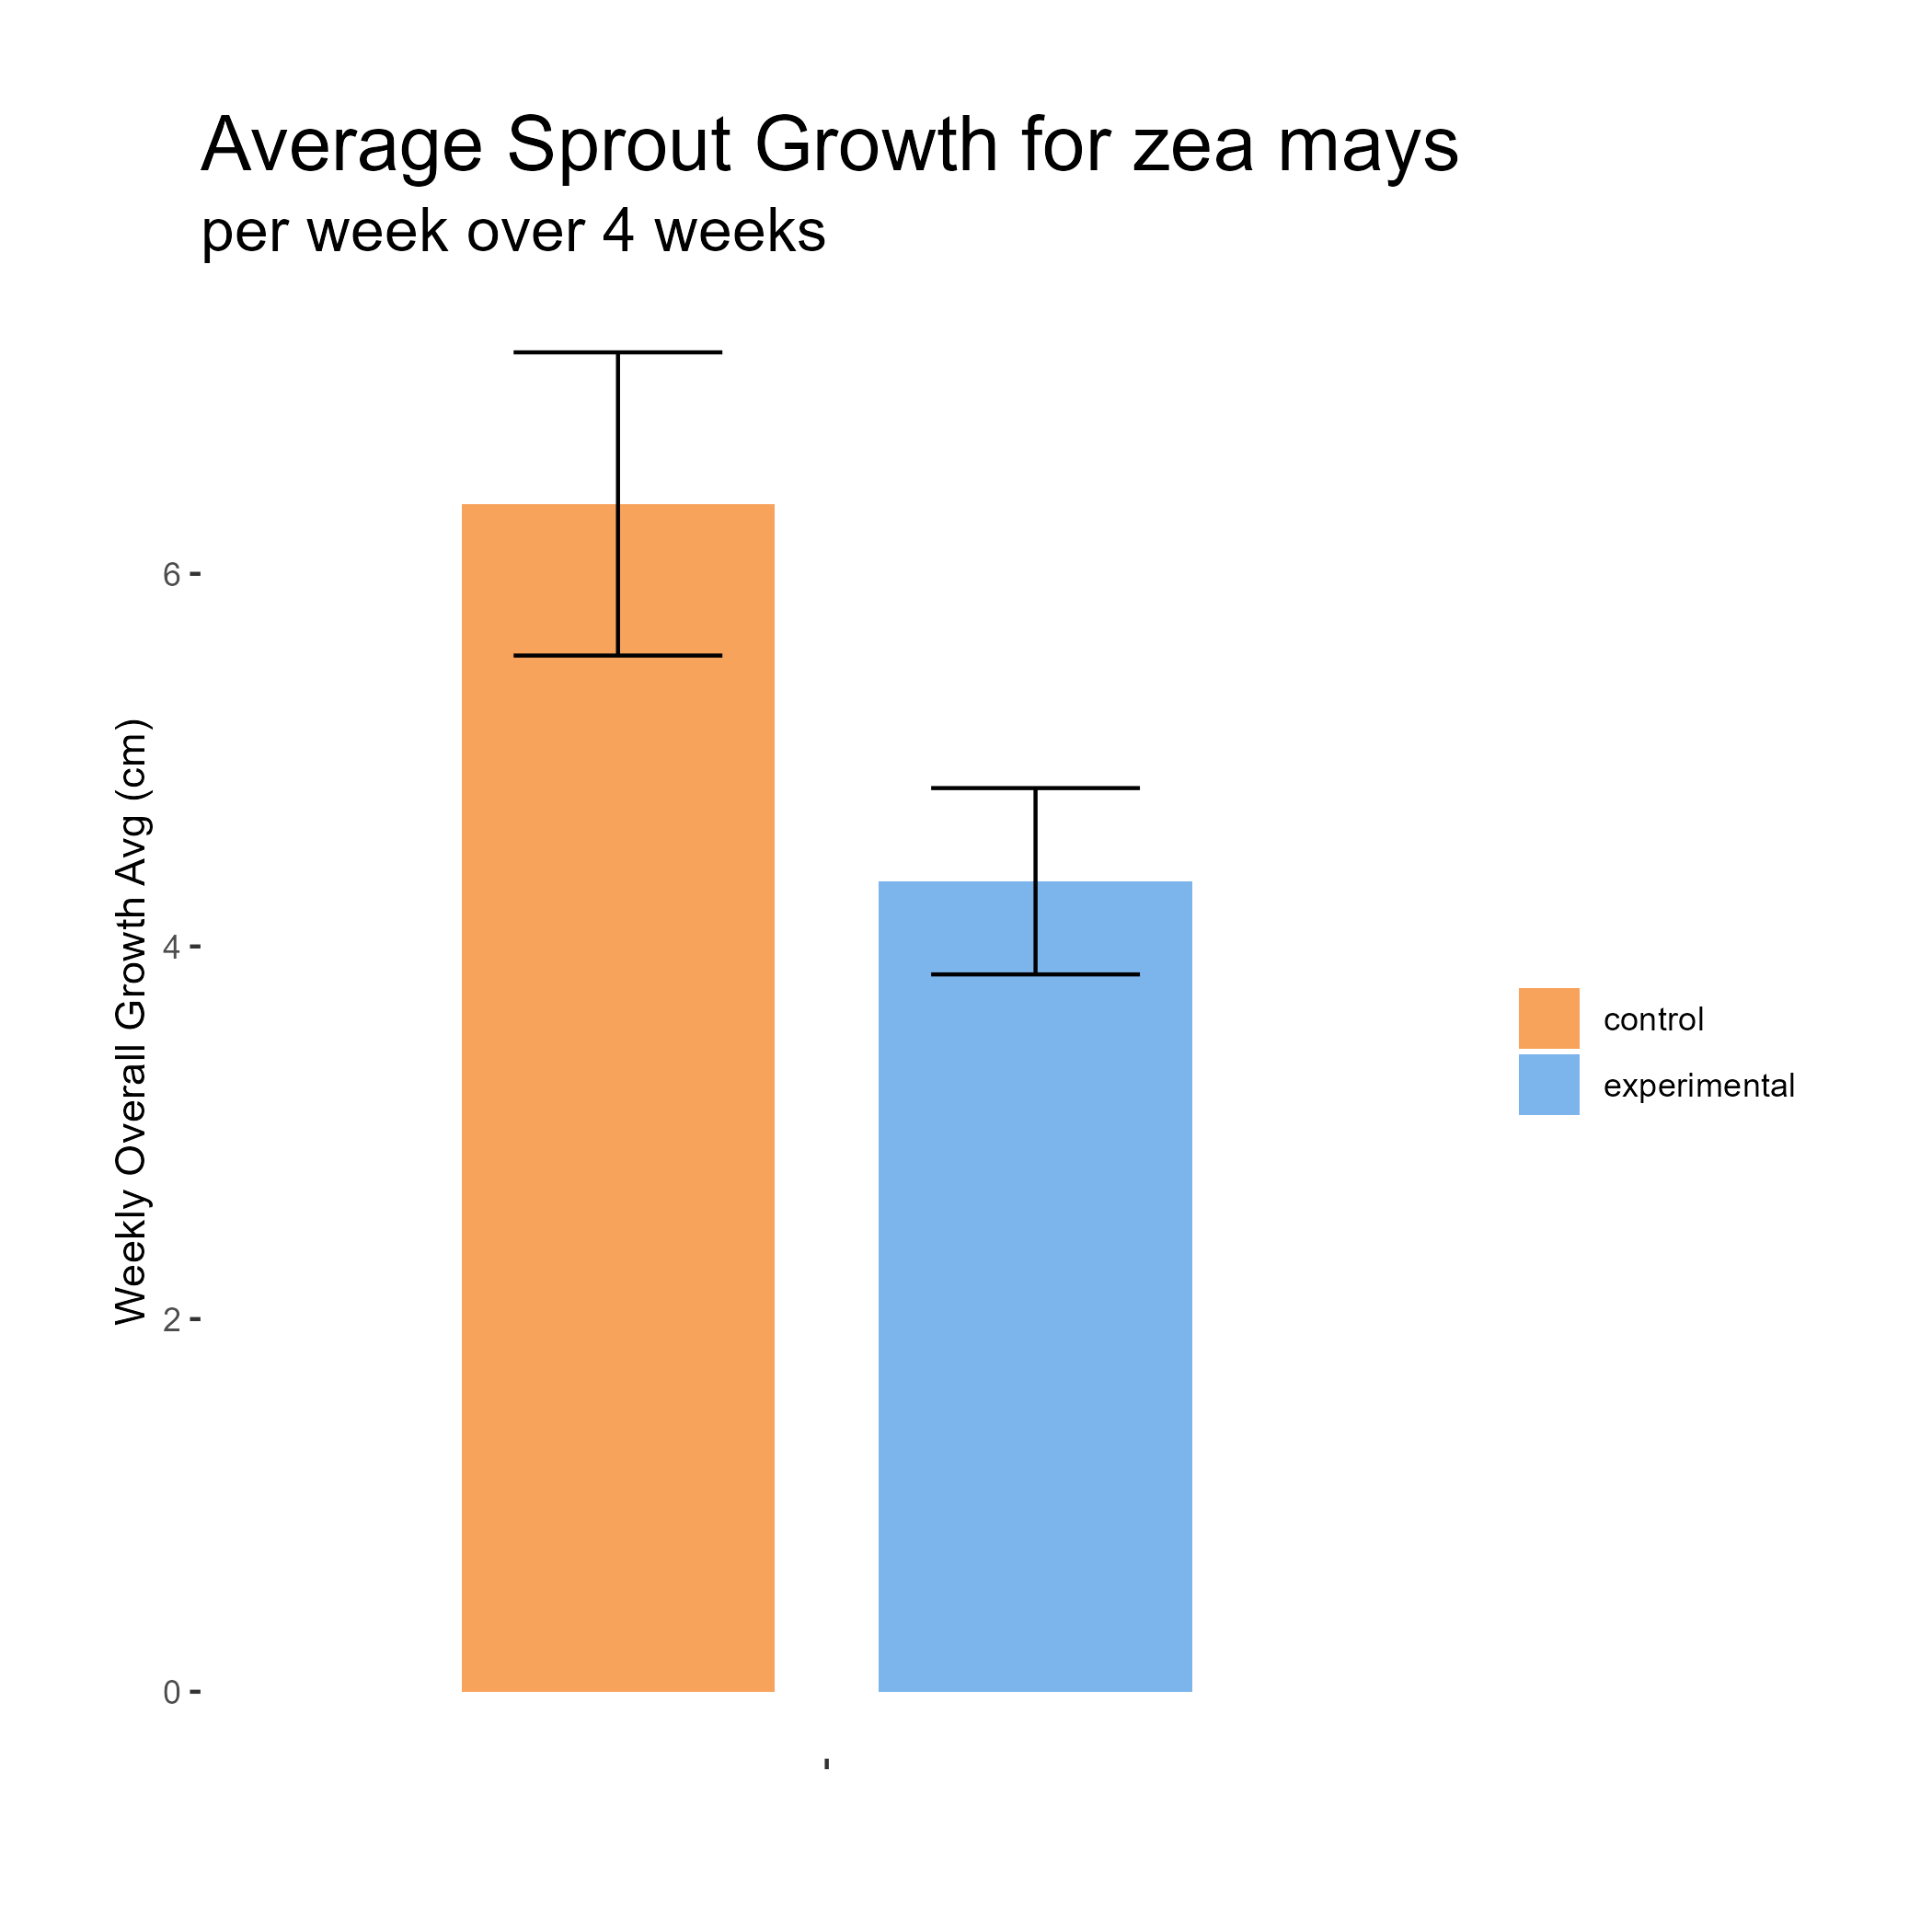 Average Sprout Growth for zea mays
per week over 4 weeks
Weekly Overall Growth Avg (cm)
6
4
2
0
control
experimental